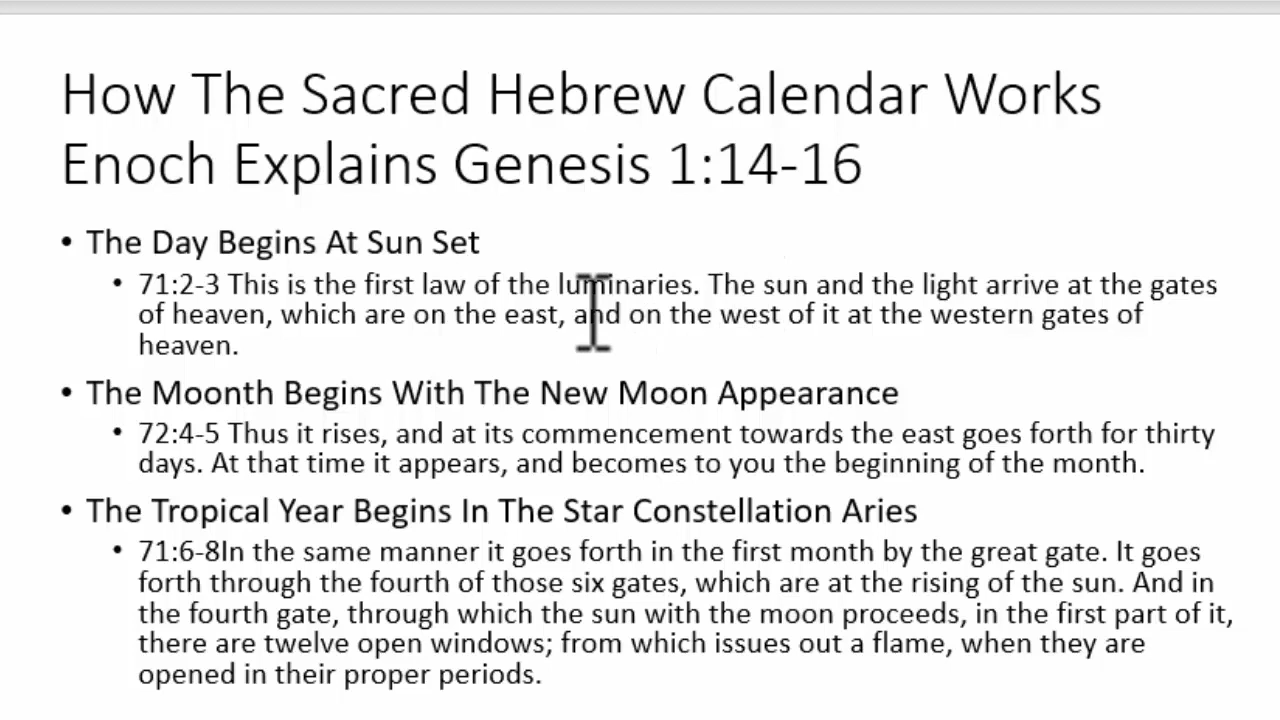 How The Sacred Hebrew Calendar Works
Enoch Explains Genesis 1:14-16
• The Day Begins At Sun Set
• 71:2-3 This is the first law of the luminaries. The sun and the light arrive at the gates
of heaven, which are on the east, and on the west of it at the western gates of
heaven.
• The Moonth Begins With The New Moon Appearance
• 72:4-5 Thus it rises, and at its commencement towards the east goes forth for thirty
days. At that time it appears, and becomes to you the beginning of the month.
• The Tropical Year Begins In The Star Constellation Aries
• 71:6-8In the same manner it goes forth in the first month by the great gate. It goes
forth through the fourth of those six gates, which are at the rising of the sun. And in
the fourth gate, through which the sun with the moon proceeds, in the first part of it,
there are twelve open windows; from which issues out a flame, when they are
opened in their proper periods.